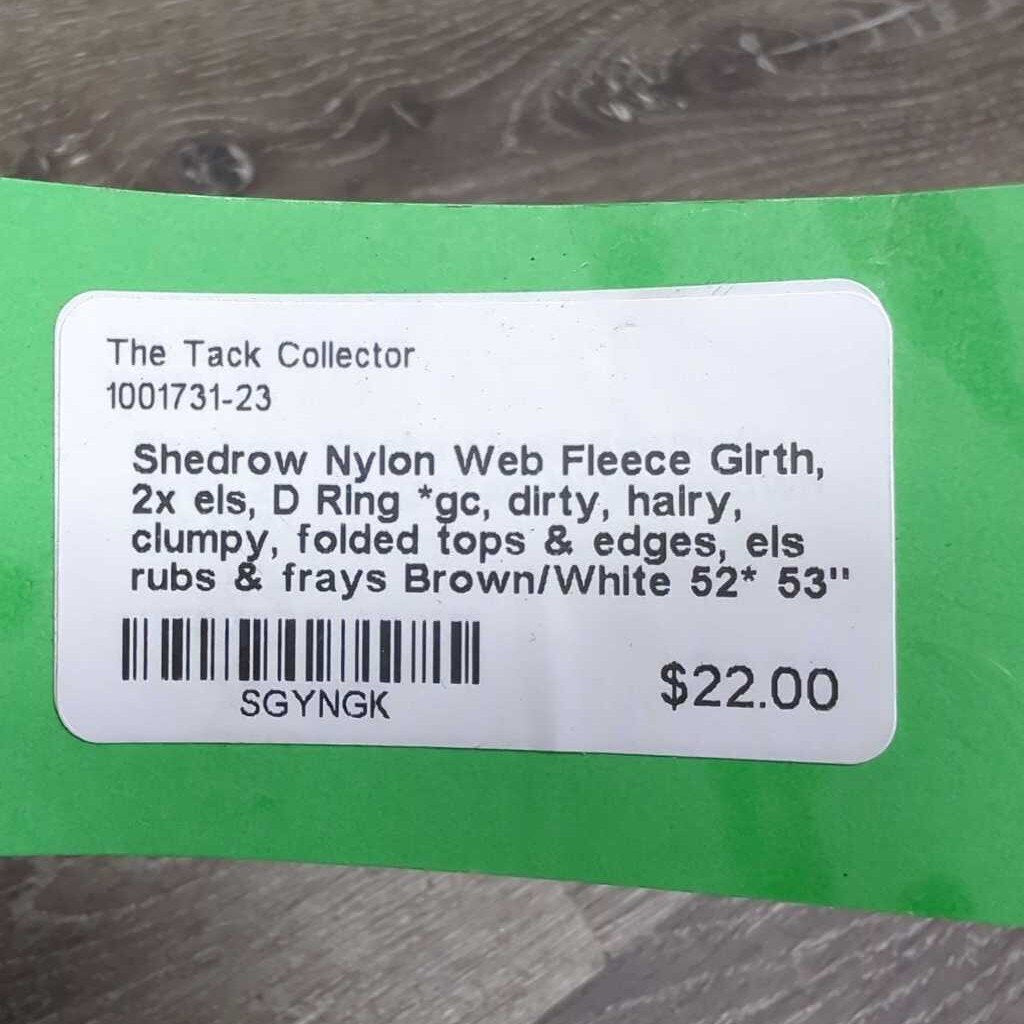 The Tack Collector
1001731-23
Shedrow Nylon Web Fleece Girth,
2x els, D Ring *gc, dirty, hairy,
clumpy, folded tops & edges, els
rubs & frays Brown/White 52* 53"
SGYNGK
$22.00